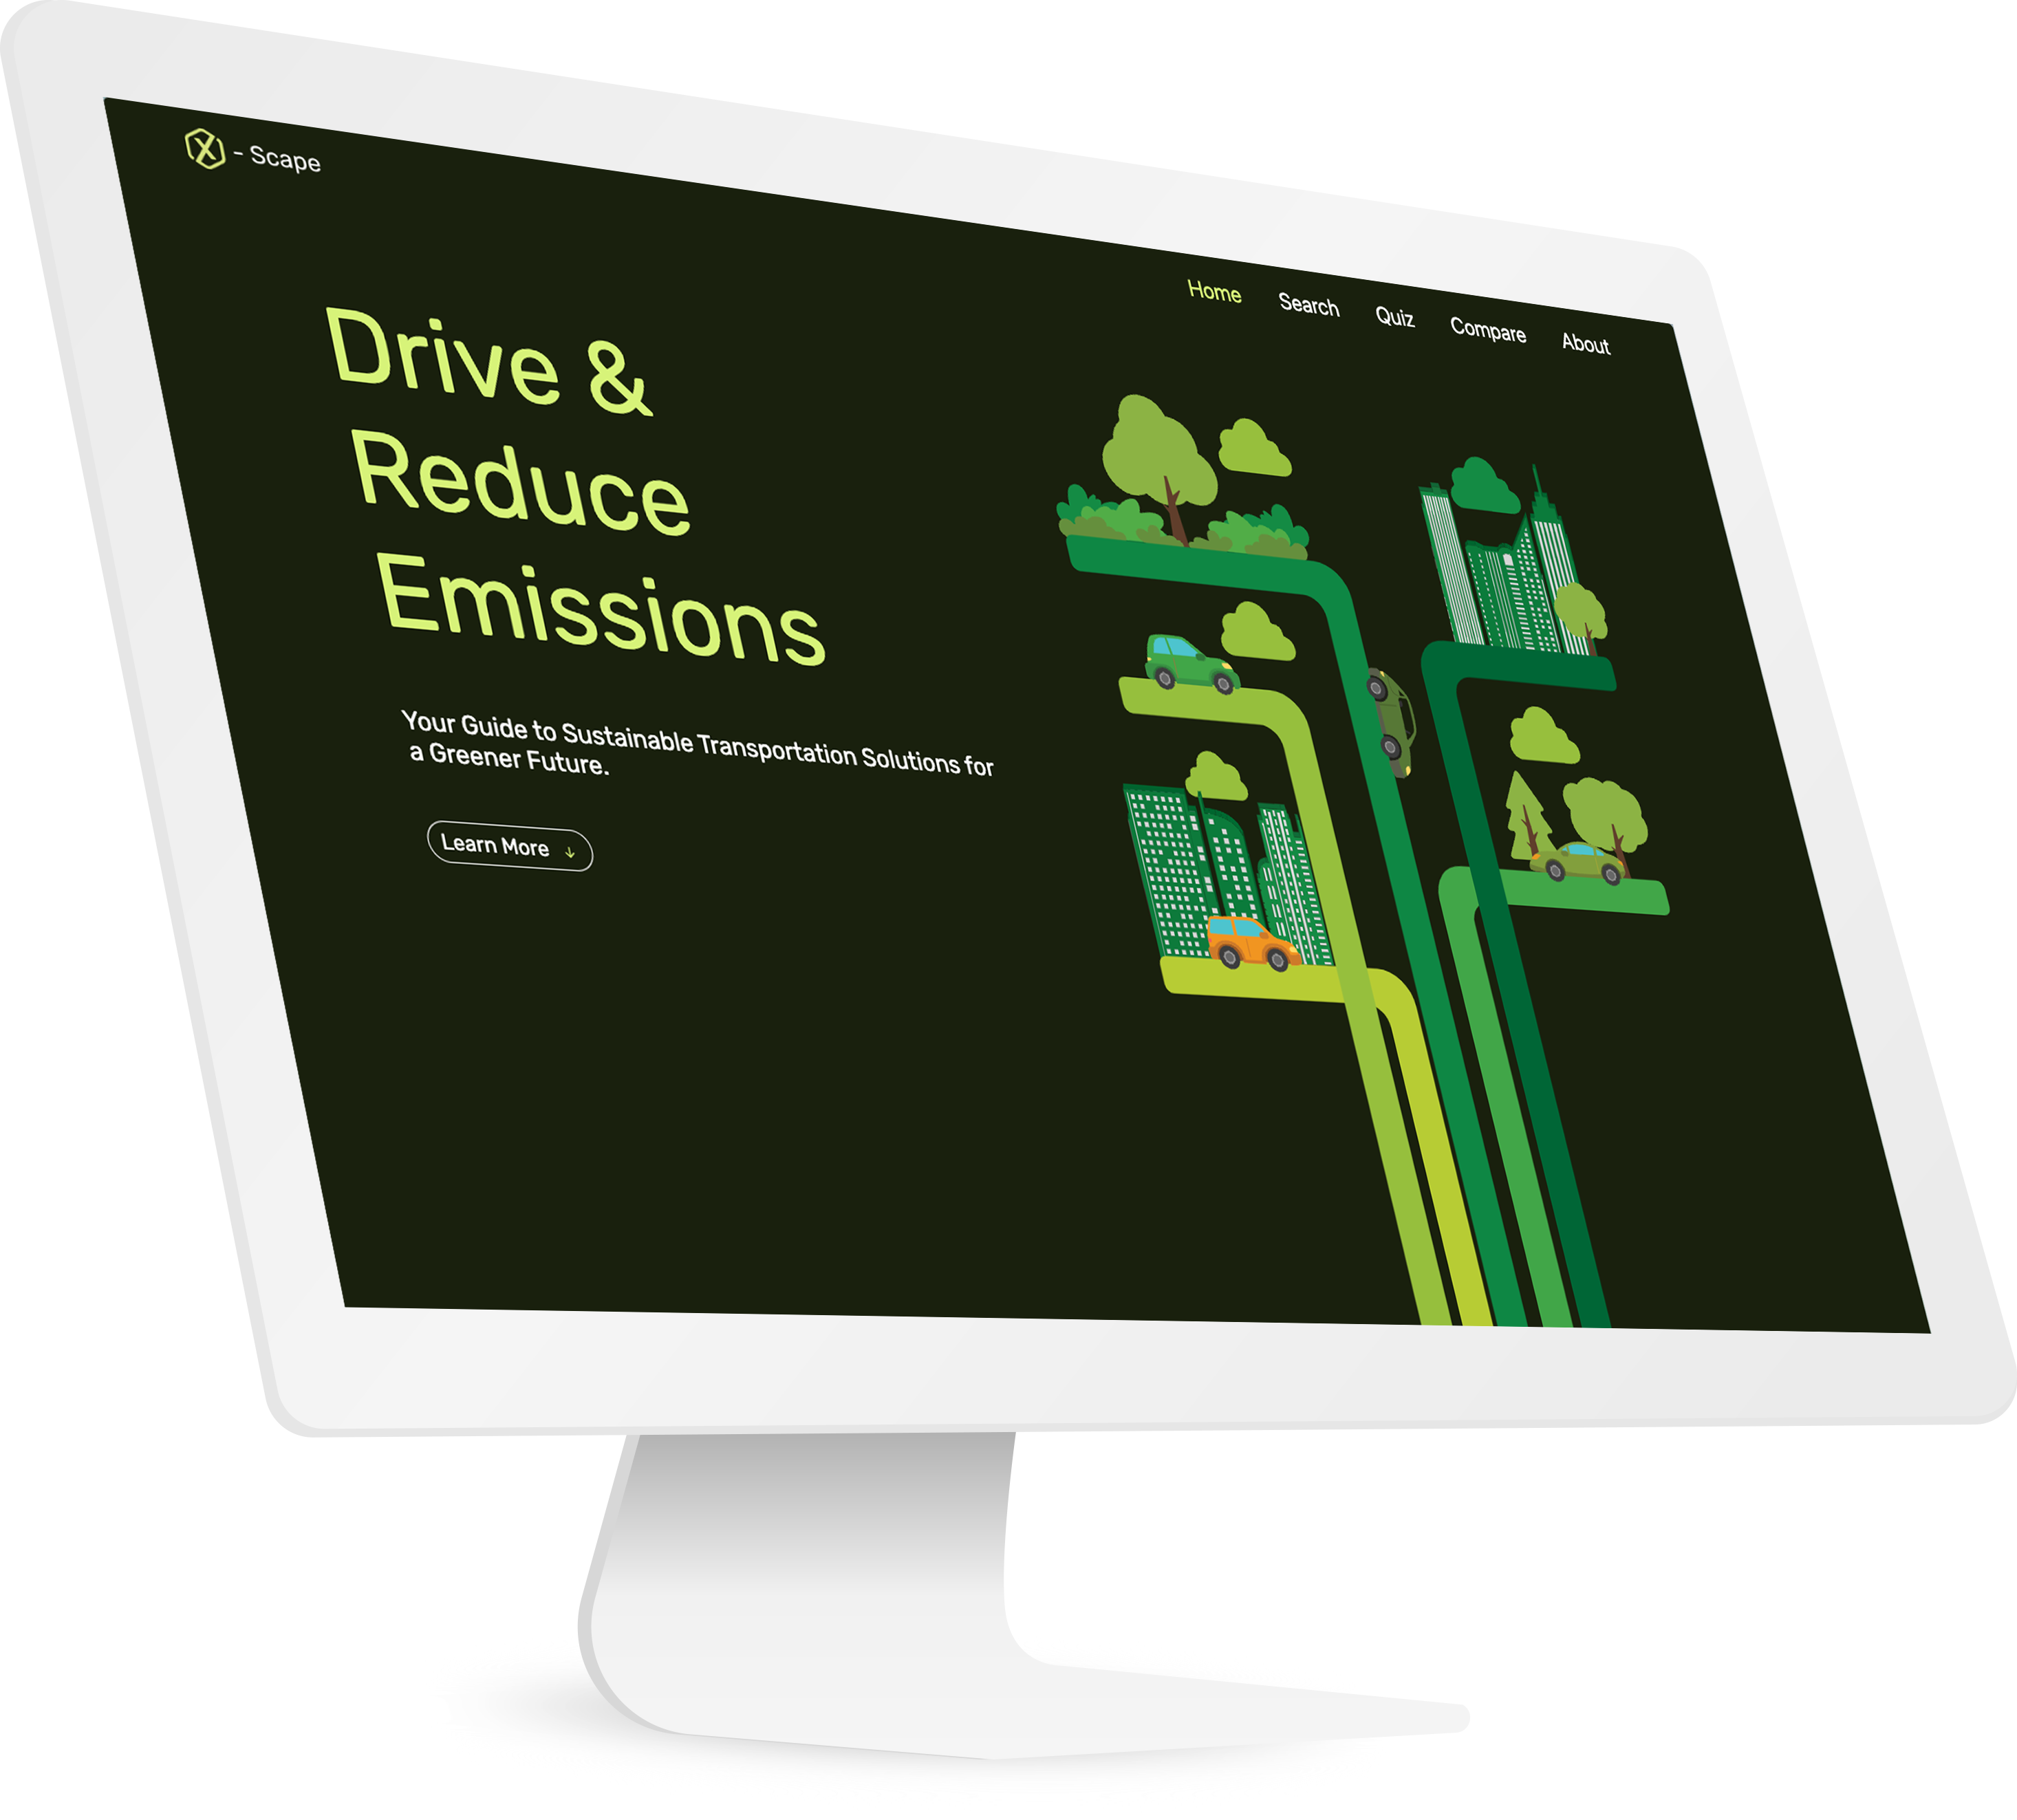 X - Scape
Home Search Quiz Compare About
Drive &
Reduce
Emissions
Your Guide to Sustainable Transportation Solutions for
a Greener Future.
Learn More ↓